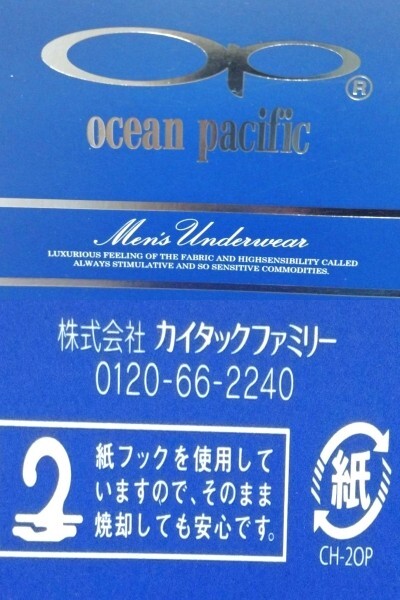 op
®
ocean pacific
Men's Underwear
LUXURIOUS FEELING OF THE FABRIC AND HIGHSENSIBILITY CALLED
ALWAYS STIMULATIVE AND SO SENSITIVE COMMODITIES.
株式会社 カイタックファミリー
0120-66-2240
紙フックを使用して
いますので、そのまま
焼却しても安心です。
紙
CH-20P